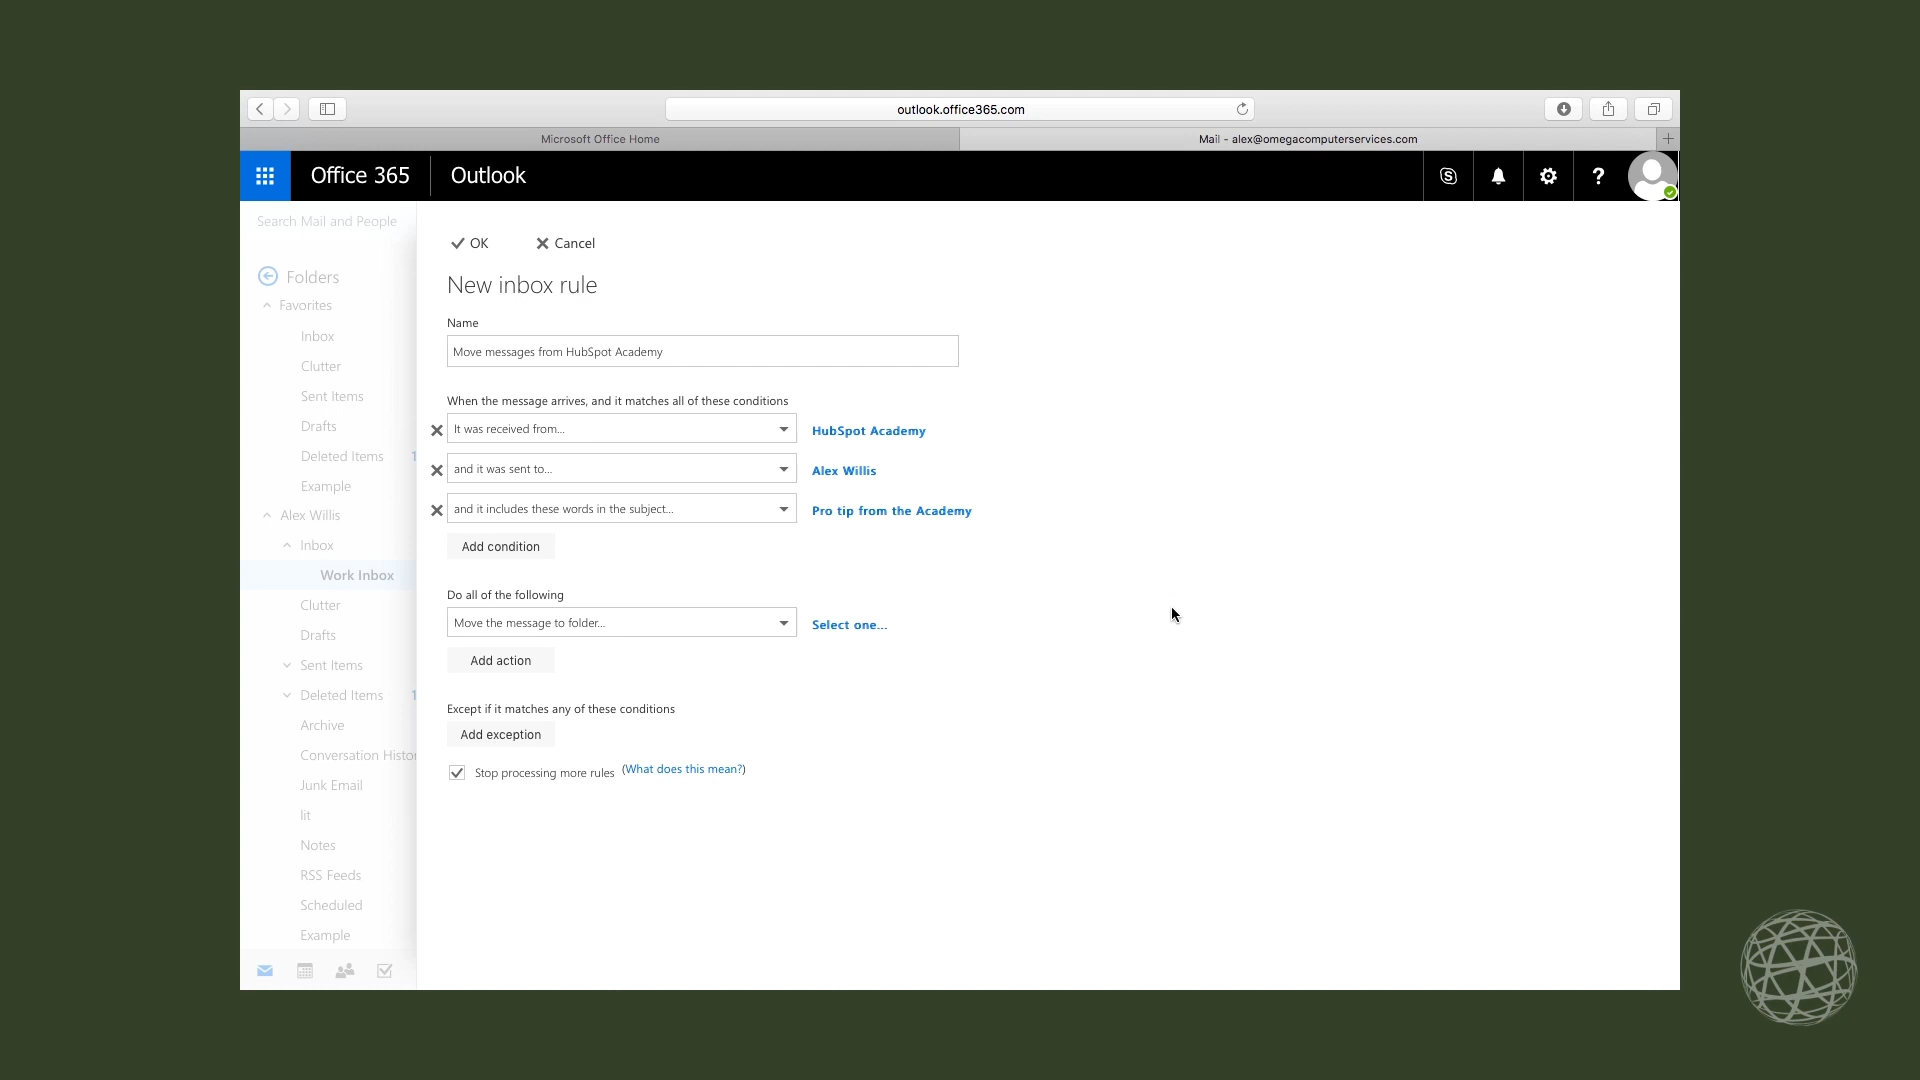 outlook.office365.com
Microsoft Office Home
Mail - alex@omegacomputerservices.com
Office 365
Outlook
Search Mail and People
Folders
Favorites
Inbox
Clutter
Sent Items
Drafts
Deleted Items 1
Example
Alex Willis
Inbox
Work Inbox
Clutter
Drafts
Sent Items
Deleted Items 1
Archive
Conversation Histo
Junk Email
lit
Notes
RSS Feeds
Scheduled
Example
OK Cancel
New inbox rule
Name
Move messages from HubSpot Academy
When the message arrives, and it matches all of these conditions
It was received from... HubSpot Academy
and it was sent to... Alex Willis
and it includes these words in the subject... Pro tip from the Academy
Add condition
Do all of the following
Move the message to folder... Select one...
Add action
Except if it matches any of these conditions
Add exception
Stop processing more rules (What does this mean?)